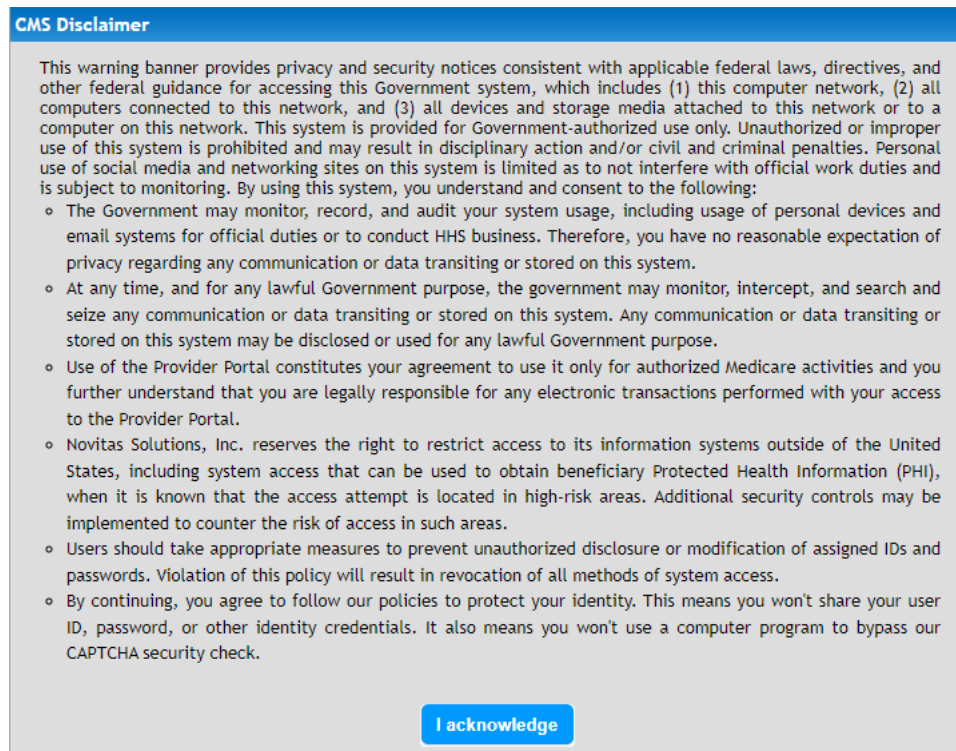 CMS Disclaimer
This warning banner provides privacy and security notices consistent with applicable federal laws, directives, and
other federal guidance for accessing this Government system, which includes (1) this computer network, (2) all
computers connected to this network, and (3) all devices and storage media attached to this network or to a
computer on this network. This system is provided for Government-authorized use only. Unauthorized or improper
use of this system is prohibited and may result in disciplinary action and/or civil and criminal penalties. Personal
use of social media and networking sites on this system is limited as to not interfere with official work duties and
is subject to monitoring. By using this system, you understand and consent to the following:
◦ The Government may monitor, record, and audit your system usage, including usage of personal devices and
email systems for official duties or to conduct HHS business. Therefore, you have no reasonable expectation of
privacy regarding any communication or data transiting or stored on this system.
◦ At any time, and for any lawful Government purpose, the government may monitor, intercept, and search and
seize any communication or data transiting or stored on this system. Any communication or data transiting or
stored on this system may be disclosed or used for any lawful Government purpose.
◦ Use of the Provider Portal constitutes your agreement to use it only for authorized Medicare activities and you
further understand that you are legally responsible for any electronic transactions performed with your access
to the Provider Portal.
◦ Novitas Solutions, Inc. reserves the right to restrict access to its information systems outside of the United
States, including system access that can be used to obtain beneficiary Protected Health Information (PHI),
when it is known that the access attempt is located in high-risk areas. Additional security controls may be
implemented to counter the risk of access in such areas.
◦ Users should take appropriate measures to prevent unauthorized disclosure or modification of assigned IDs and
passwords. Violation of this policy will result in revocation of all methods of system access.
◦ By continuing, you agree to follow our policies to protect your identity. This means you won't share your user
ID, password, or other identity credentials. It also means you won't use a computer program to bypass our
CAPTCHA security check.
I acknowledge